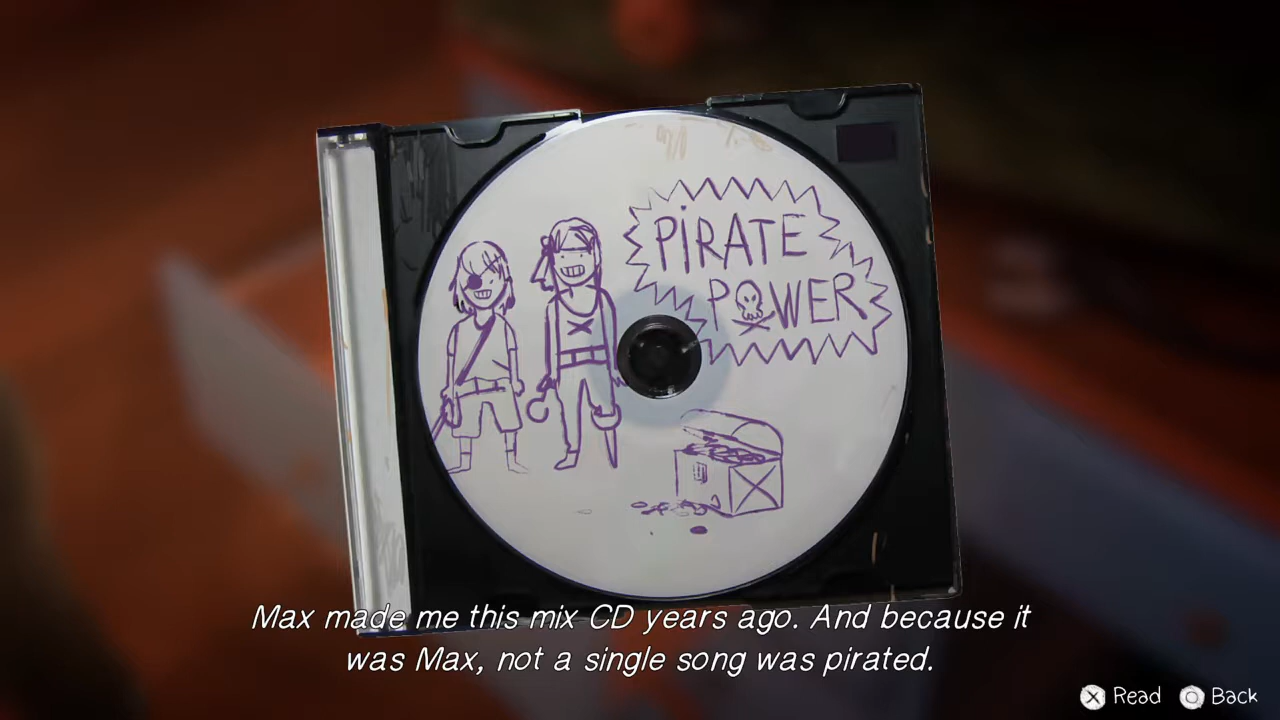 PiRATE
POWER
Max made me this mix CD years ago. And because it
was Max, not a single song was pirated.
Read Back